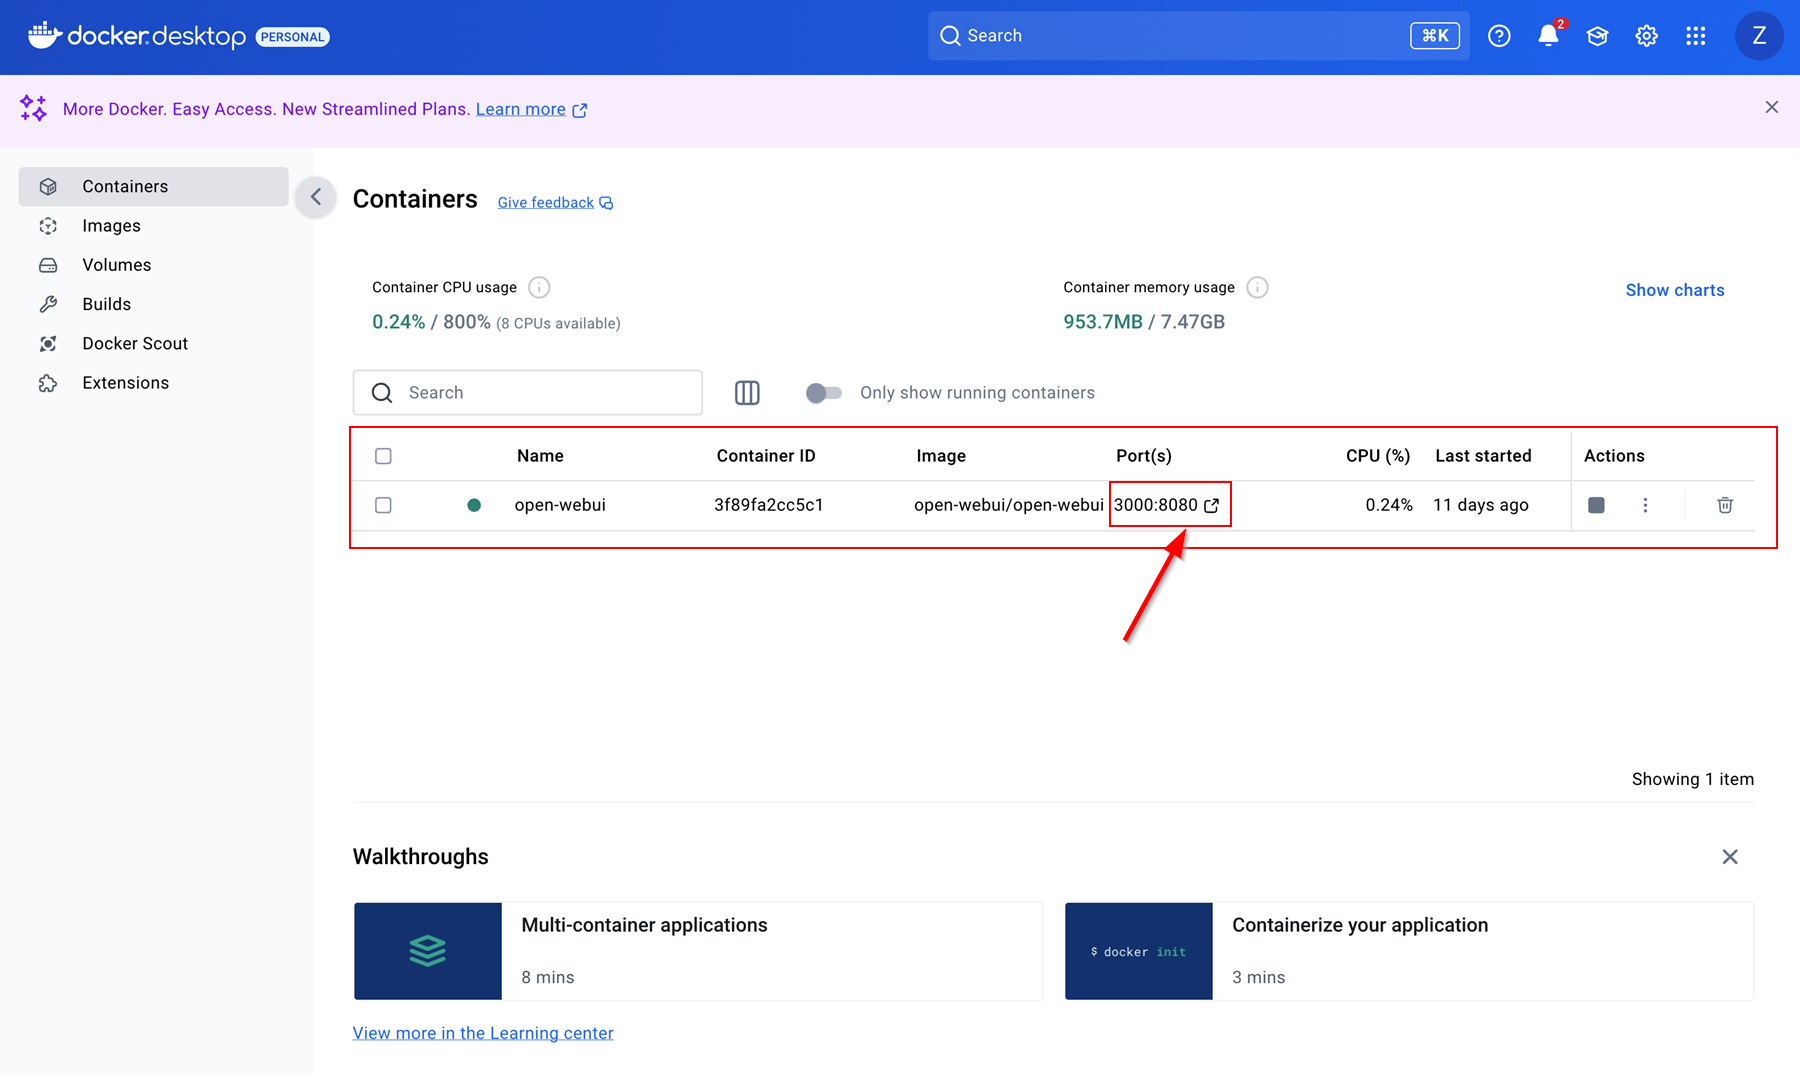 docker desktop PERSONAL
Search ⌘K
2
Z
More Docker. Easy Access. New Streamlined Plans. Learn more
Containers
Images
Volumes
Builds
Docker Scout
Extensions
Containers Give feedback
Container CPU usage
0.24% / 800% (8 CPUs available)
Container memory usage
953.7MB / 7.47GB
Show charts
Search
Only show running containers
Name Container ID Image Port(s) CPU (%) Last started Actions
open-webui 3f89fa2cc5c1 open-webui/open-webui 3000:8080 0.24% 11 days ago
Showing 1 item
Walkthroughs
Multi-container applications
8 mins
$ docker init
Containerize your application
3 mins
View more in the Learning center